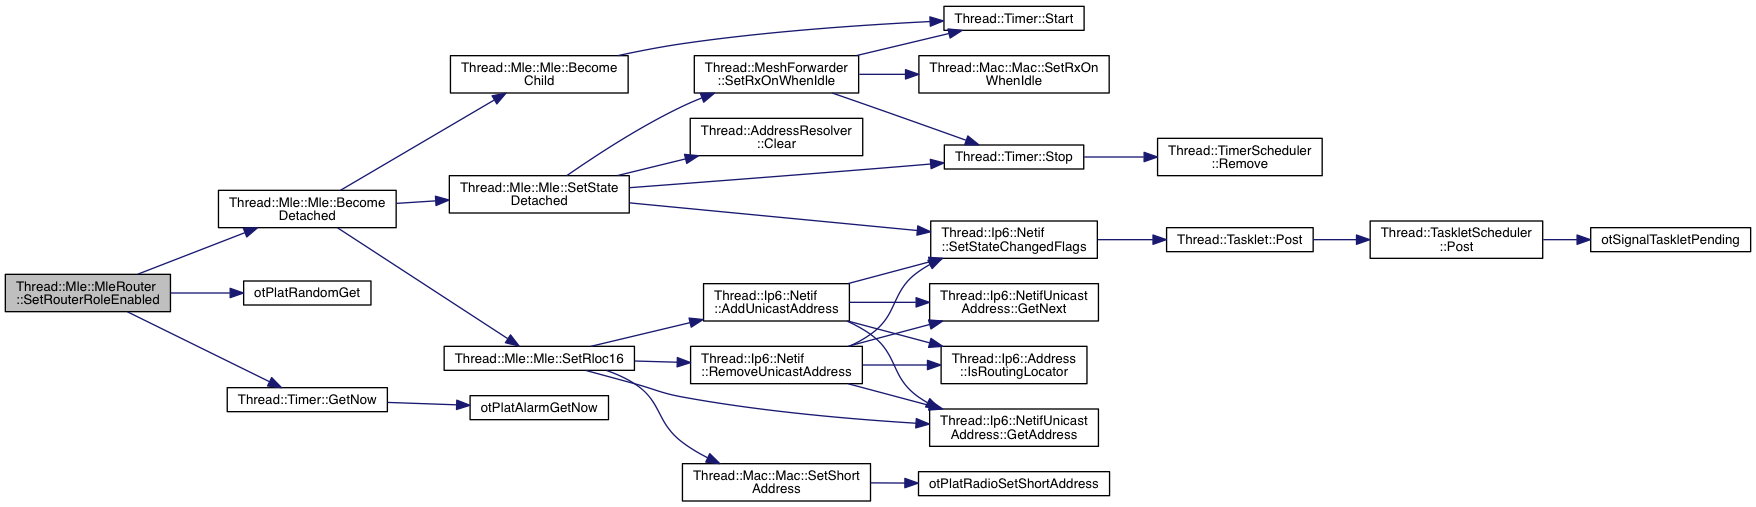 Thread::Mle::MleRouter
::SetRouterRoleEnabled
Thread::Mle::Mle::Become
Detached
otPlatRandomGet
Thread::Timer::GetNow
Thread::Mle::Mle::Become
Child
Thread::Mle::Mle::SetState
Detached
Thread::Mle::Mle::SetRloc16
otPlatAlarmGetNow
Thread::MeshForwarder
::SetRxOnWhenIdle
Thread::AddressResolver
::Clear
Thread::Ip6::Netif
::AddUnicastAddress
Thread::Ip6::Netif
::RemoveUnicastAddress
Thread::Mac::Mac::SetShort
Address
Thread::Timer::Start
Thread::Mac::Mac::SetRxOn
WhenIdle
Thread::Timer::Stop
Thread::Ip6::Netif
::SetStateChangedFlags
Thread::Ip6::NetifUnicast
Address::GetNext
Thread::Ip6::Address
::IsRoutingLocator
Thread::Ip6::NetifUnicast
Address::GetAddress
otPlatRadioSetShortAddress
Thread::TimerScheduler
::Remove
Thread::Tasklet::Post
Thread::TaskletScheduler
::Post
otSignalTaskletPending